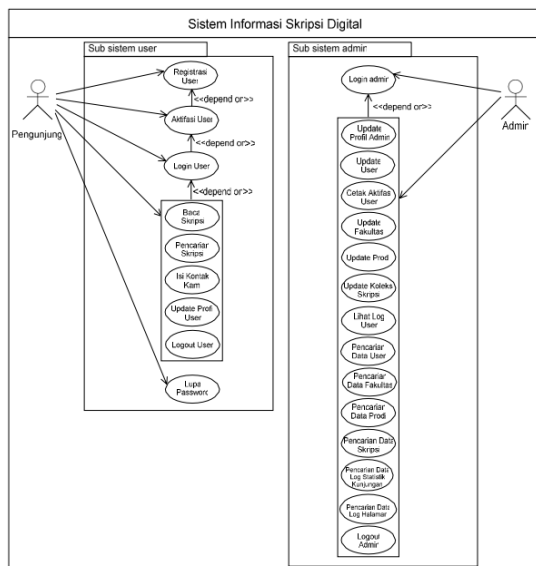 Sistem Informasi Skripsi Digital
Sub sistem user
Sub sistem admin
Registrasi
User
<<depend or>>
Aktifasi User
<<depend or>>
Login User
<<depend or>>
Baca
Skripsi
Pencarian
Skripsi
Isi Kontak
Kam
Update Profi
User
Logout User
Lupa
Password
Pengunjung
Login admin
<<depend or>>
Update
Profil Admin
Update
User
Cetak Aktifas
User
Update
Fakultas
Update Prod
Update Koleks
Skripsi
Lihat Log
User
Pencarian
Data User
Pencarian
Data Fakultas
Pencarian
Data Prodi
Pencarian Data
Skripsi
Pencarian Data
Log Statistik
Kunjungan
Pencarian Data
Log Halaman
Logout
Admin
Admin